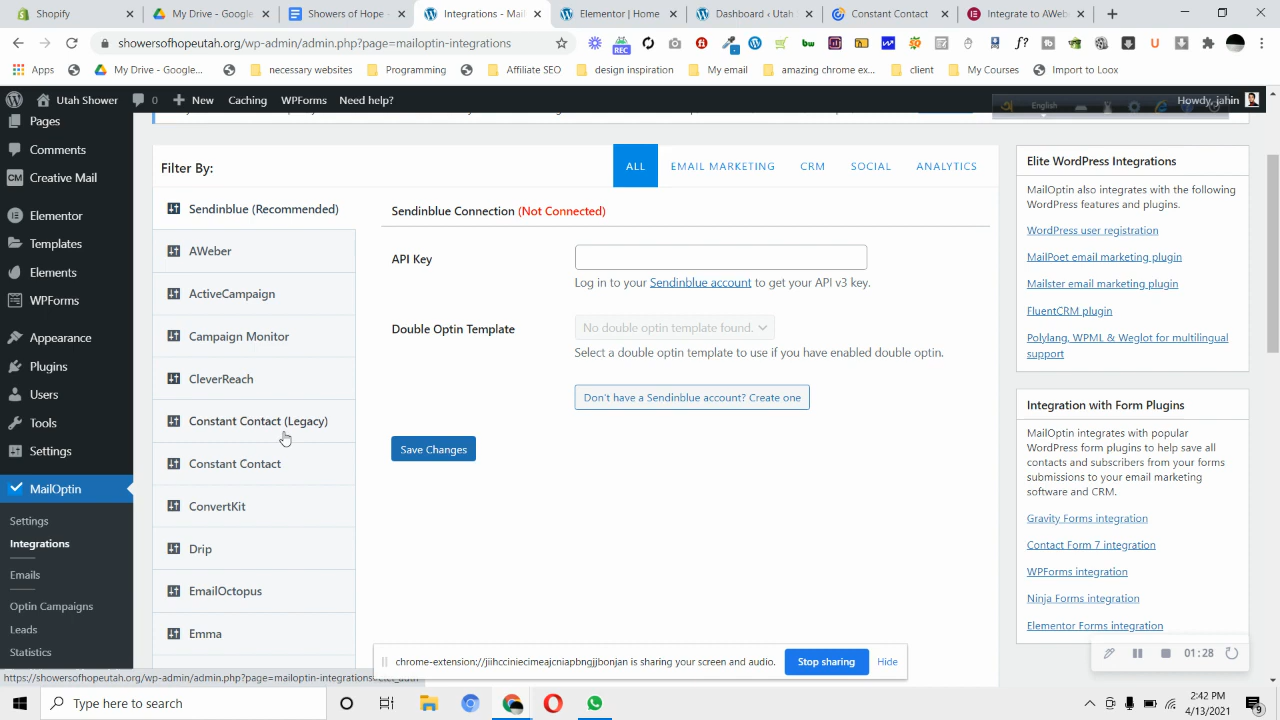 Shopify
My Drive - Google
Showers of Hope -
Integrations - Mai
Elementor | Home
Dashboard ‹ Utah
Constant Contact
Integrate to AWeb
showersofhopeutah.org/wp-admin/admin.php?page=mailoptin-integrations
REC
Apps
My Drive - Google...
necessary websites
Programming
Affiliate SEO
design inspiration
My email
amazing chrome ex...
client
My Courses
Import to Loox
Utah Shower
0
New
Caching
WPForms
Need help?
English
Howdy, jahin
Pages
Comments
Creative Mail
Elementor
Templates
Elements
WPForms
Appearance
Plugins
Users
Tools
Settings
MailOptin
Settings
Integrations
Emails
Optin Campaigns
Leads
Statistics
Filter By:
ALL
EMAIL MARKETING
CRM
SOCIAL
ANALYTICS
Sendinblue (Recommended)
AWeber
ActiveCampaign
Campaign Monitor
CleverReach
Constant Contact (Legacy)
Constant Contact
ConvertKit
Drip
EmailOctopus
Emma
Sendinblue Connection (Not Connected)
API Key
Log in to your Sendinblue account to get your API v3 key.
Double Optin Template
No double optin template found.
Select a double optin template to use if you have enabled double optin.
Don't have a Sendinblue account? Create one
Save Changes
Elite WordPress Integrations
MailOptin also integrates with the following
WordPress features and plugins.
WordPress user registration
MailPoet email marketing plugin
Mailster email marketing plugin
FluentCRM plugin
Polylang, WPML & Weglot for multilingual
support
Integration with Form Plugins
MailOptin integrates with popular
WordPress form plugins to help save all
contacts and subscribers from your forms
submissions to your email marketing
software and CRM.
Gravity Forms integration
Contact Form 7 integration
WPForms integration
Ninja Forms integration
Elementor Forms integration
chrome-extension://jiihcciniecimeajcniapbngjjbonjan is sharing your screen and audio.
Stop sharing
Hide
01:28
Type here to search
2:42 PM
4/13/2021
9